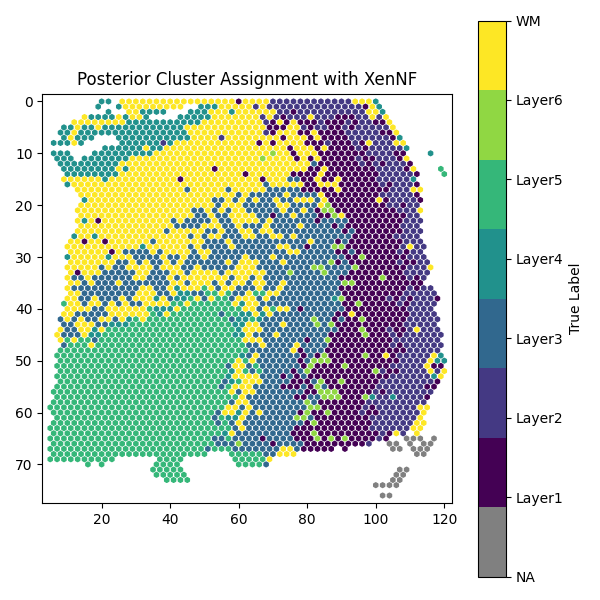 Posterior Cluster Assignment with XenNF
0
10
20
30
40
50
60
70
20
40
60
80
100
120
WM
Layer6
Layer5
Layer4
Layer3
Layer2
Layer1
NA
True Label